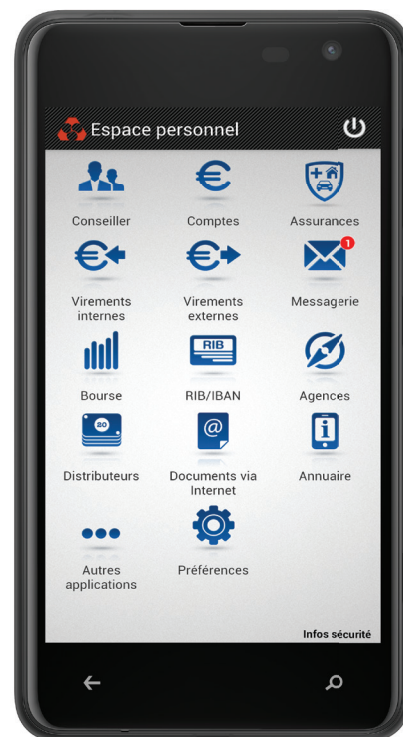 Espace personnel
Conseiller
Comptes
Assurances
Virements
internes
Virements
externes
1
Messagerie
Bourse
RIB
RIB/IBAN
Agences
20
Distributeurs
@
Documents via
Internet
i
Annuaire
Autres
applications
Préférences
Infos sécurité